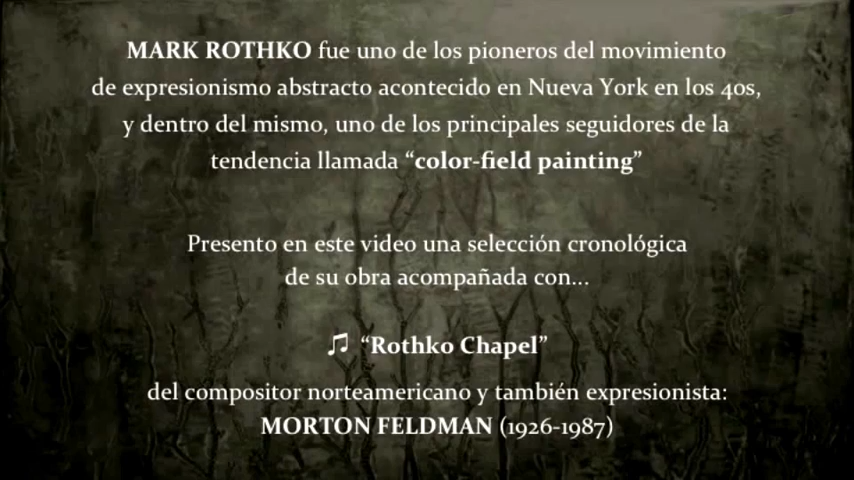 MARK ROTHKO fue uno de los pioneros del movimiento
de expresionismo abstracto acontecido en Nueva York en los 40s,
y dentro del mismo, uno de los principales seguidores de la
tendencia llamada “color-field painting”
Presento en este video una selección cronológica
de su obra acompañada con...
♫ “Rothko Chapel”
del compositor norteamericano y también expresionista:
MORTON FELDMAN (1926-1987)